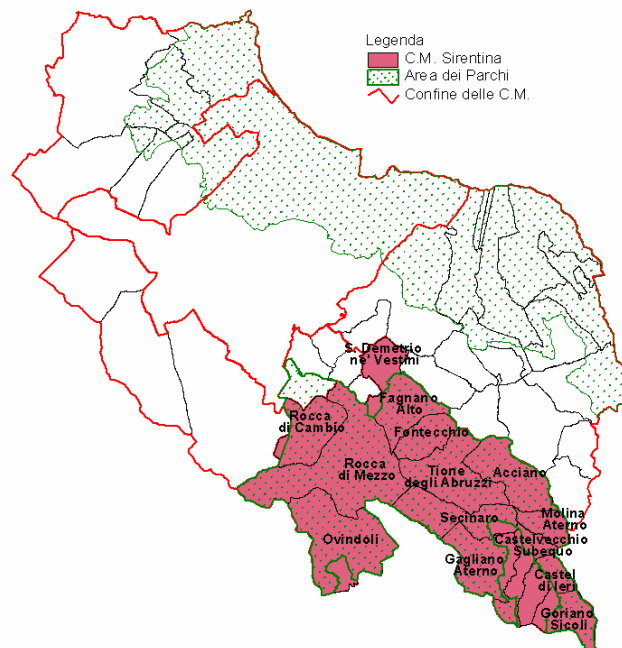 Legenda
C.M. Sirentina
Area dei Parchi
Confine delle C.M.
S. Demetrio
ne' Vestini
Fagnano
Alto
Rocca
di Cambio
Fontecchio
Rocca
di Mezzo
Tione
degli Abruzzi
Acciano
Molina
Aterno
Secinaro
Castelvecchio
Subequo
Ovindoli
Gagliano
Aterno
Castel
di Ieri
Goriano
Sicoli